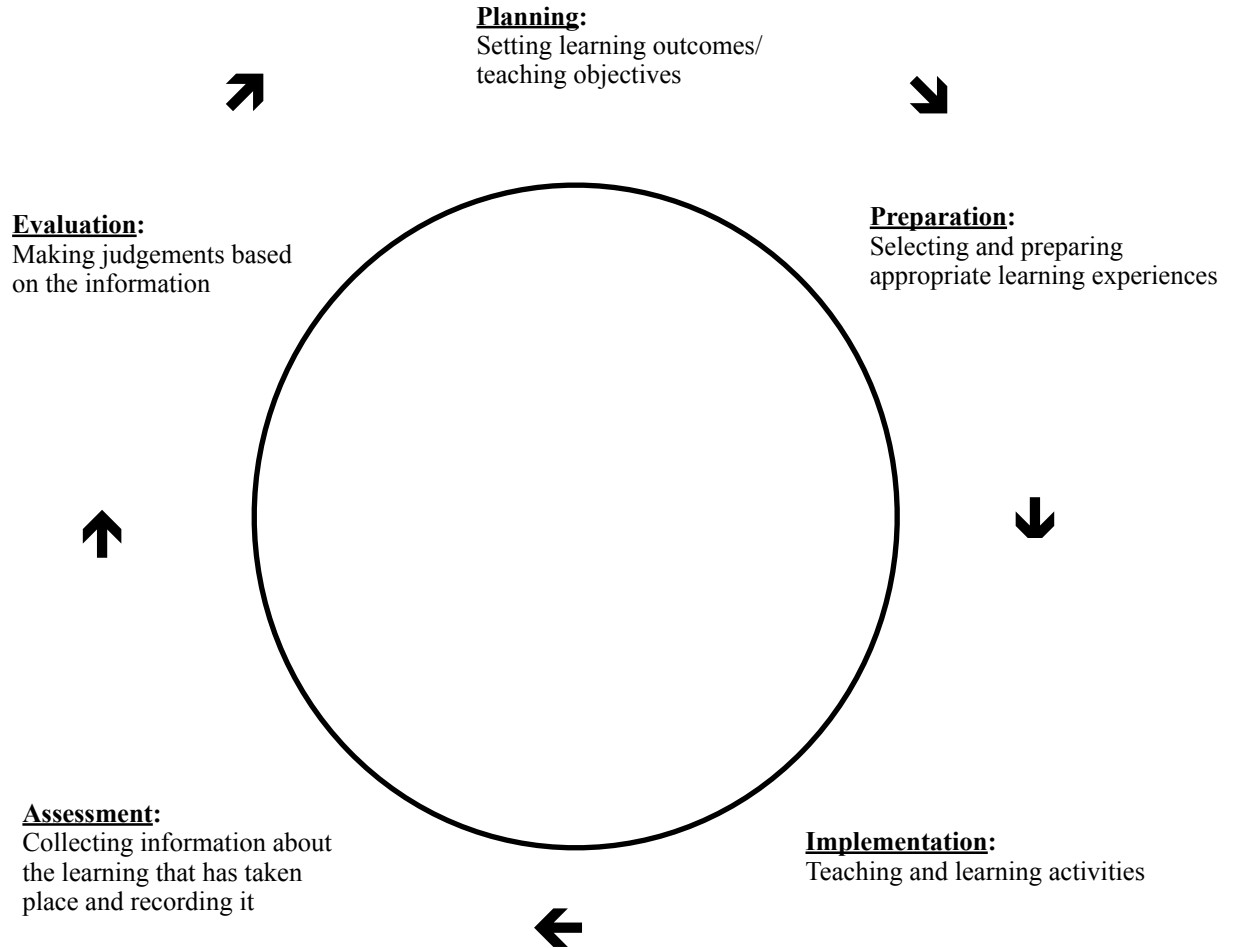 Planning:
Setting learning outcomes/
teaching objectives
Preparation:
Selecting and preparing
appropriate learning experiences
Implementation:
Teaching and learning activities
Assessment:
Collecting information about
the learning that has taken
place and recording it
Evaluation:
Making judgements based
on the information